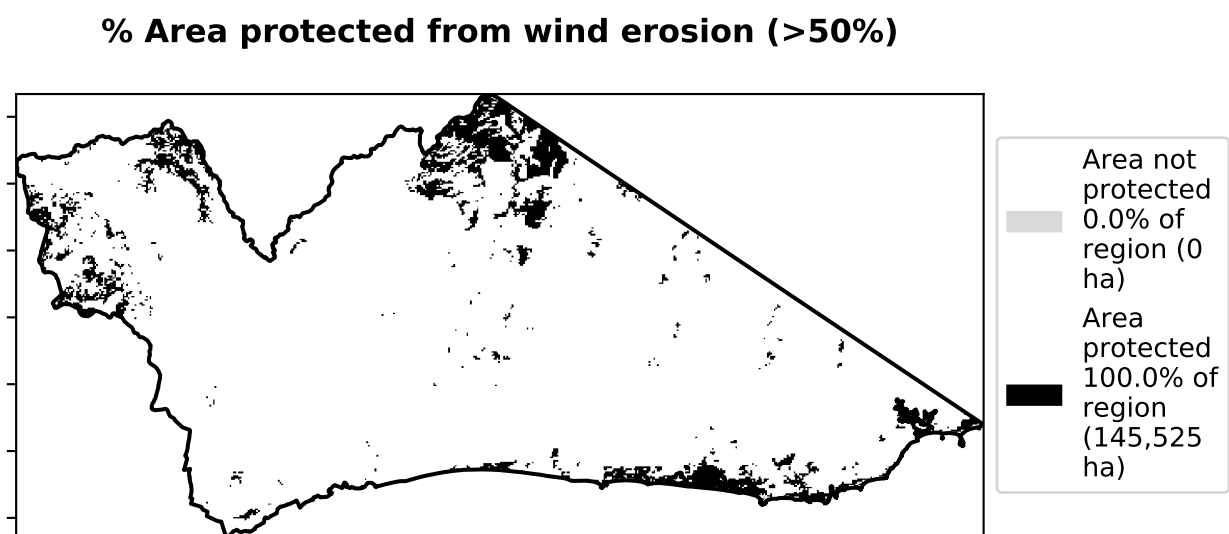 % Area protected from wind erosion (>50%)
Area not
protected
0.0% of
region (0
ha)
Area
protected
100.0% of
region
(145,525
ha)